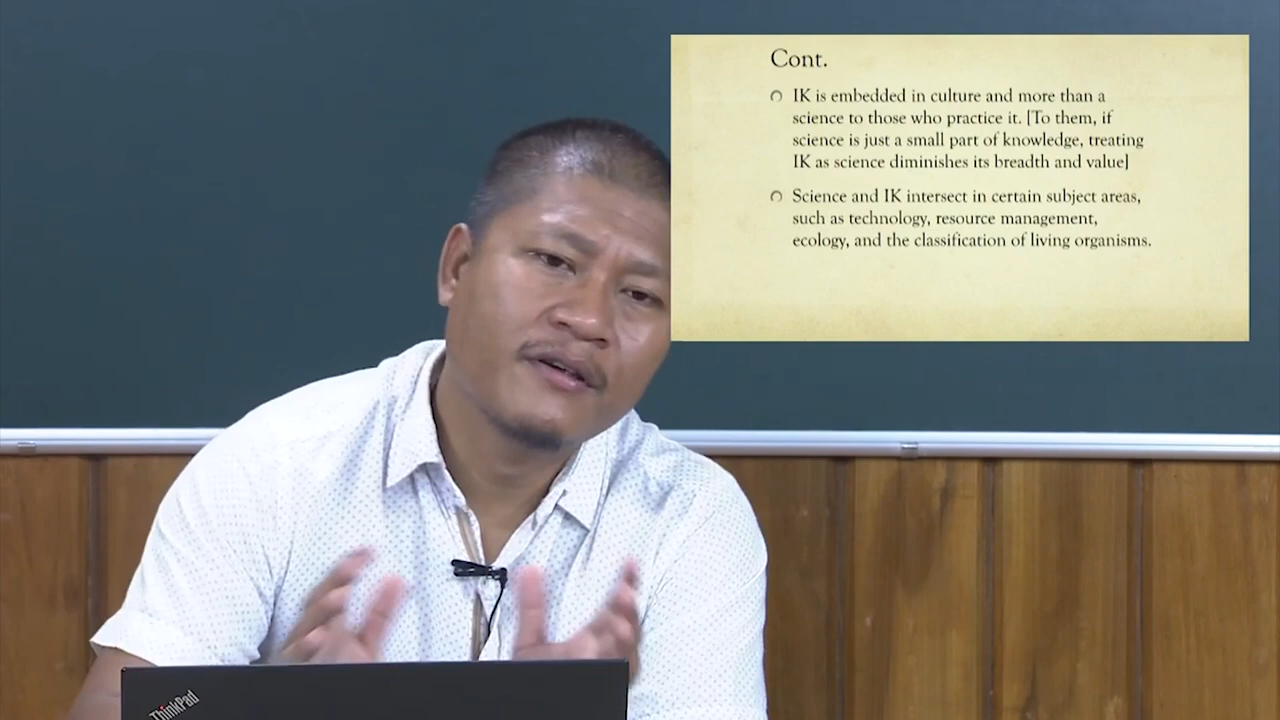 Cont.
IK is embedded in culture and more than a
science to those who practice it. [To them, if
science is just a small part of knowledge, treating
IK as science diminishes its breadth and value]
Science and IK intersect in certain subject areas,
such as technology, resource management,
ecology, and the classification of living organisms.
ThinkPad